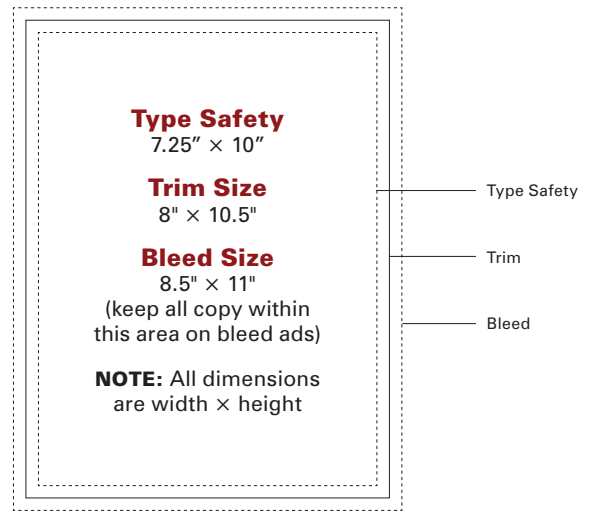 Type Safety
7.25” × 10”
Trim Size
8" × 10.5"
Bleed Size
8.5" × 11"
(keep all copy within
this area on bleed ads)
NOTE: All dimensions
are width × height
Type Safety
Trim
Bleed